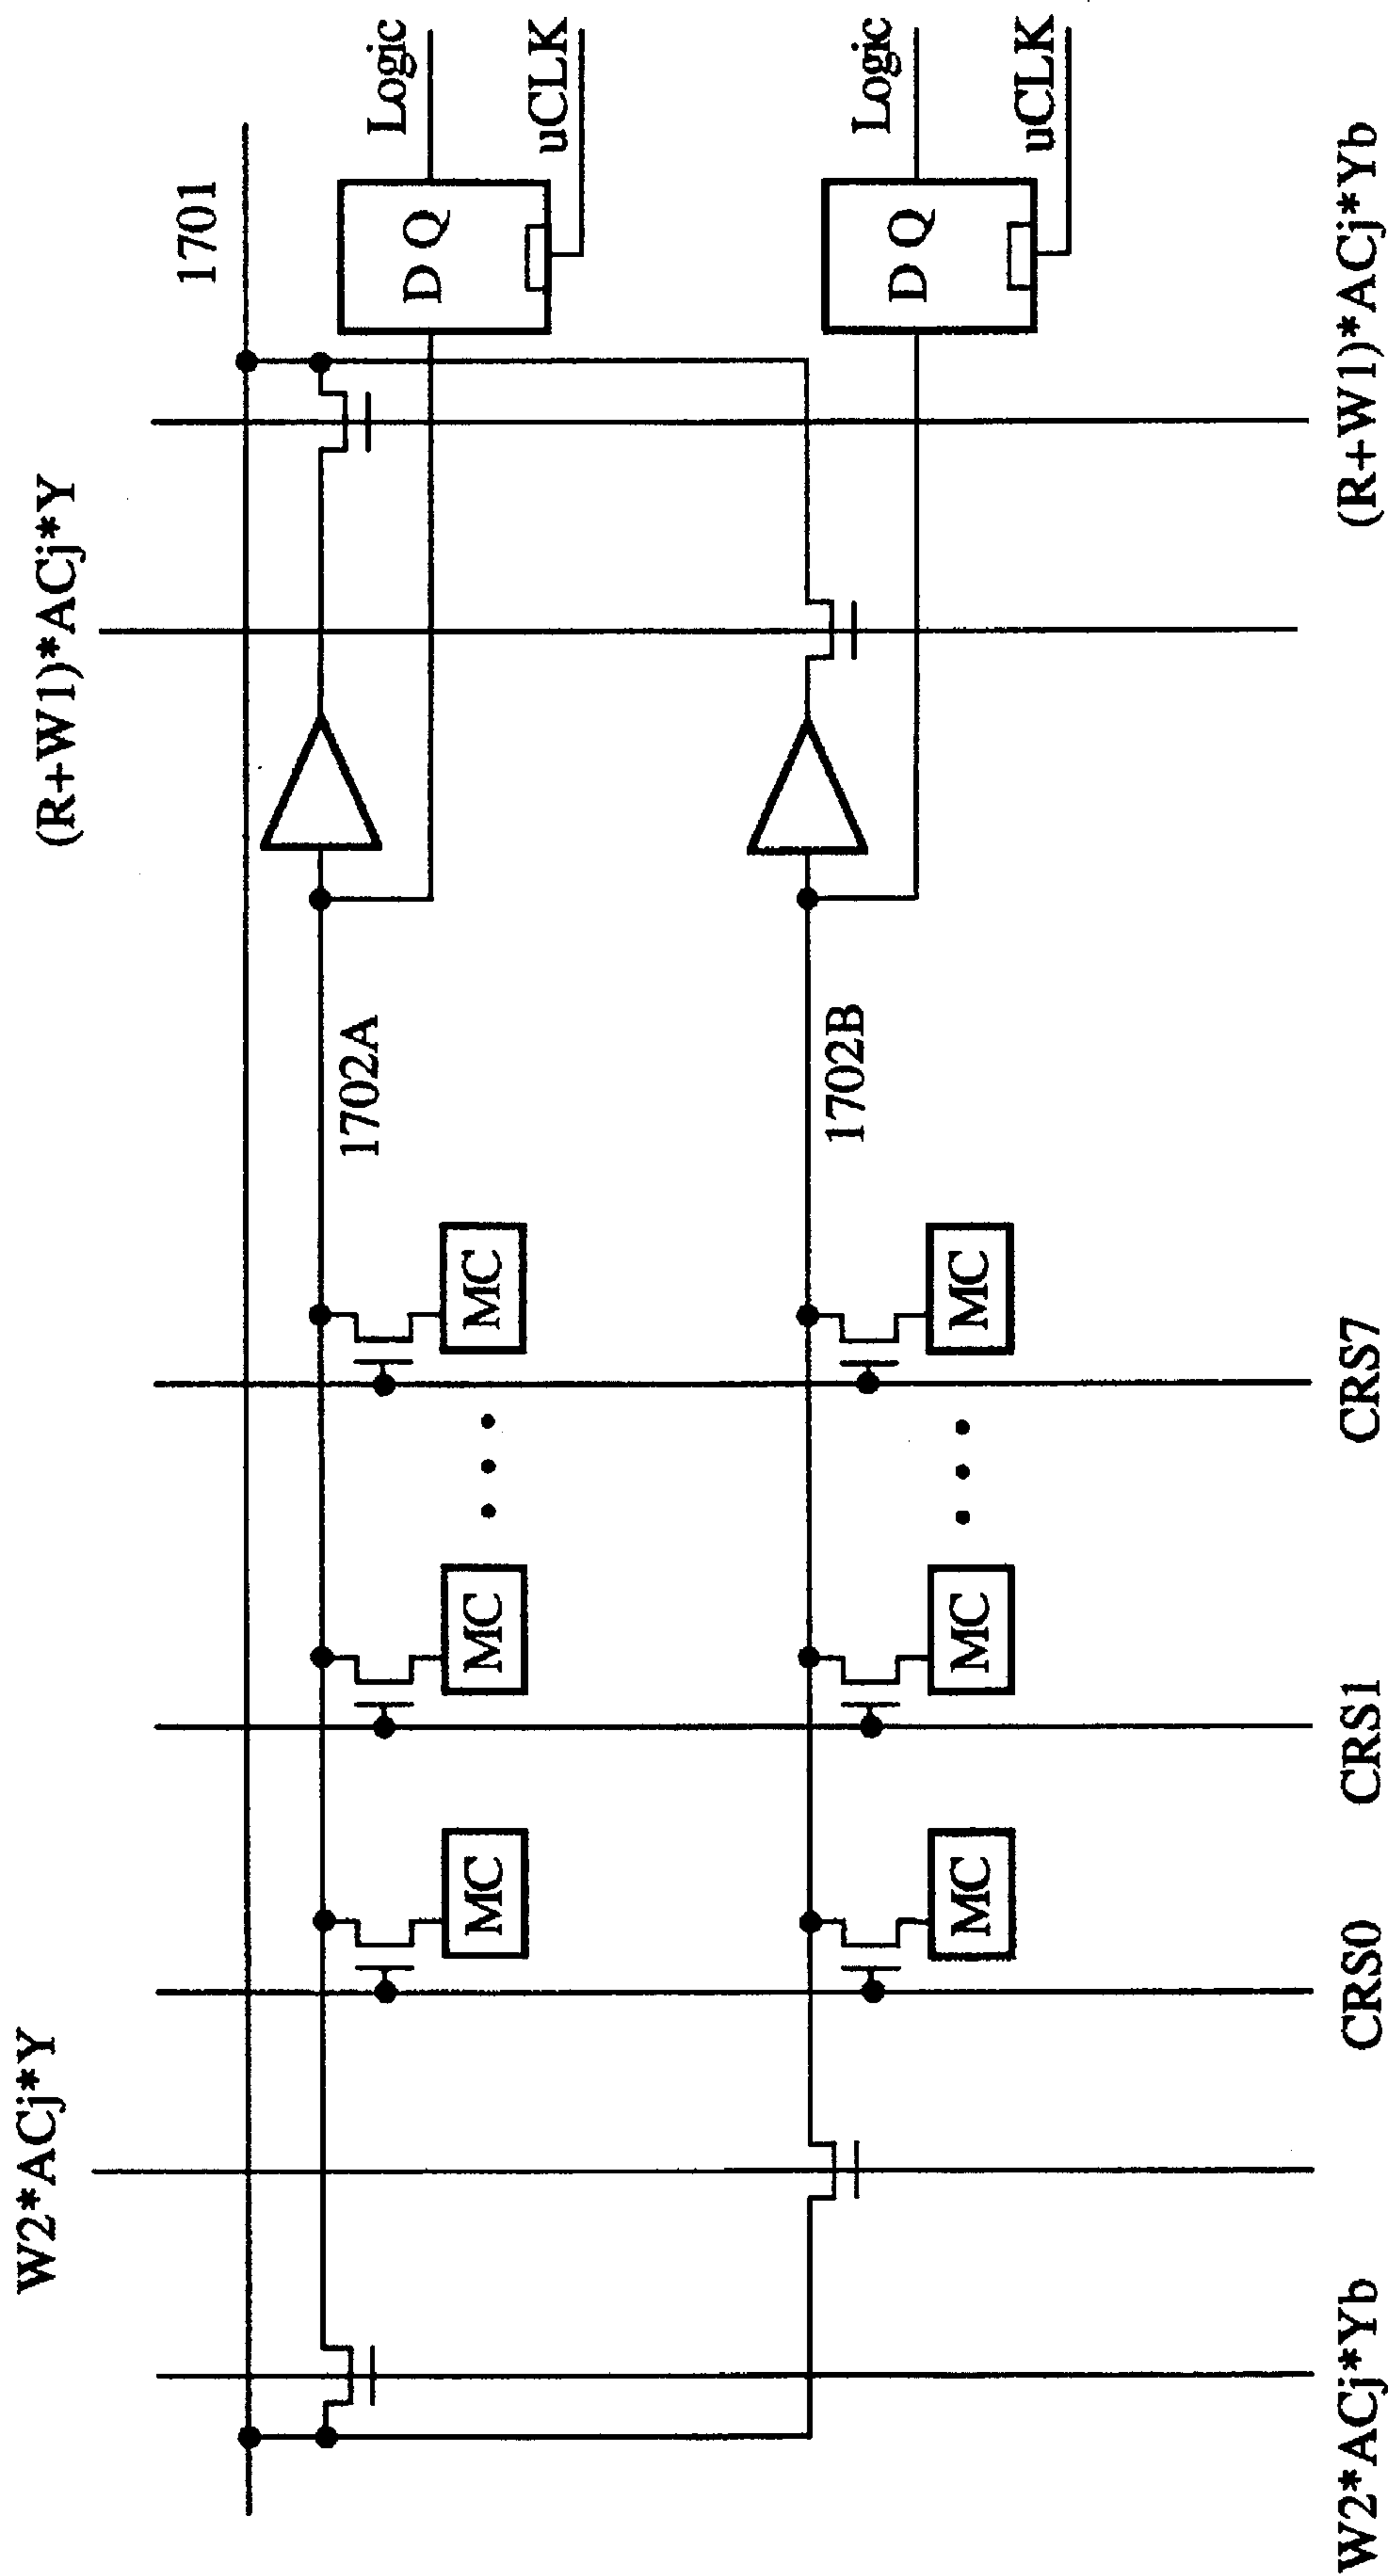 W2*ACj*Y
(R+W1)*ACj*Y
1701
Logic
D Q
uCLK
1702A
MC
MC
MC
Logic
D Q
uCLK
1702B
MC
MC
MC
W2*ACj*Yb
CRS0
CRS1
CRS7
(R+W1)*ACj*Yb